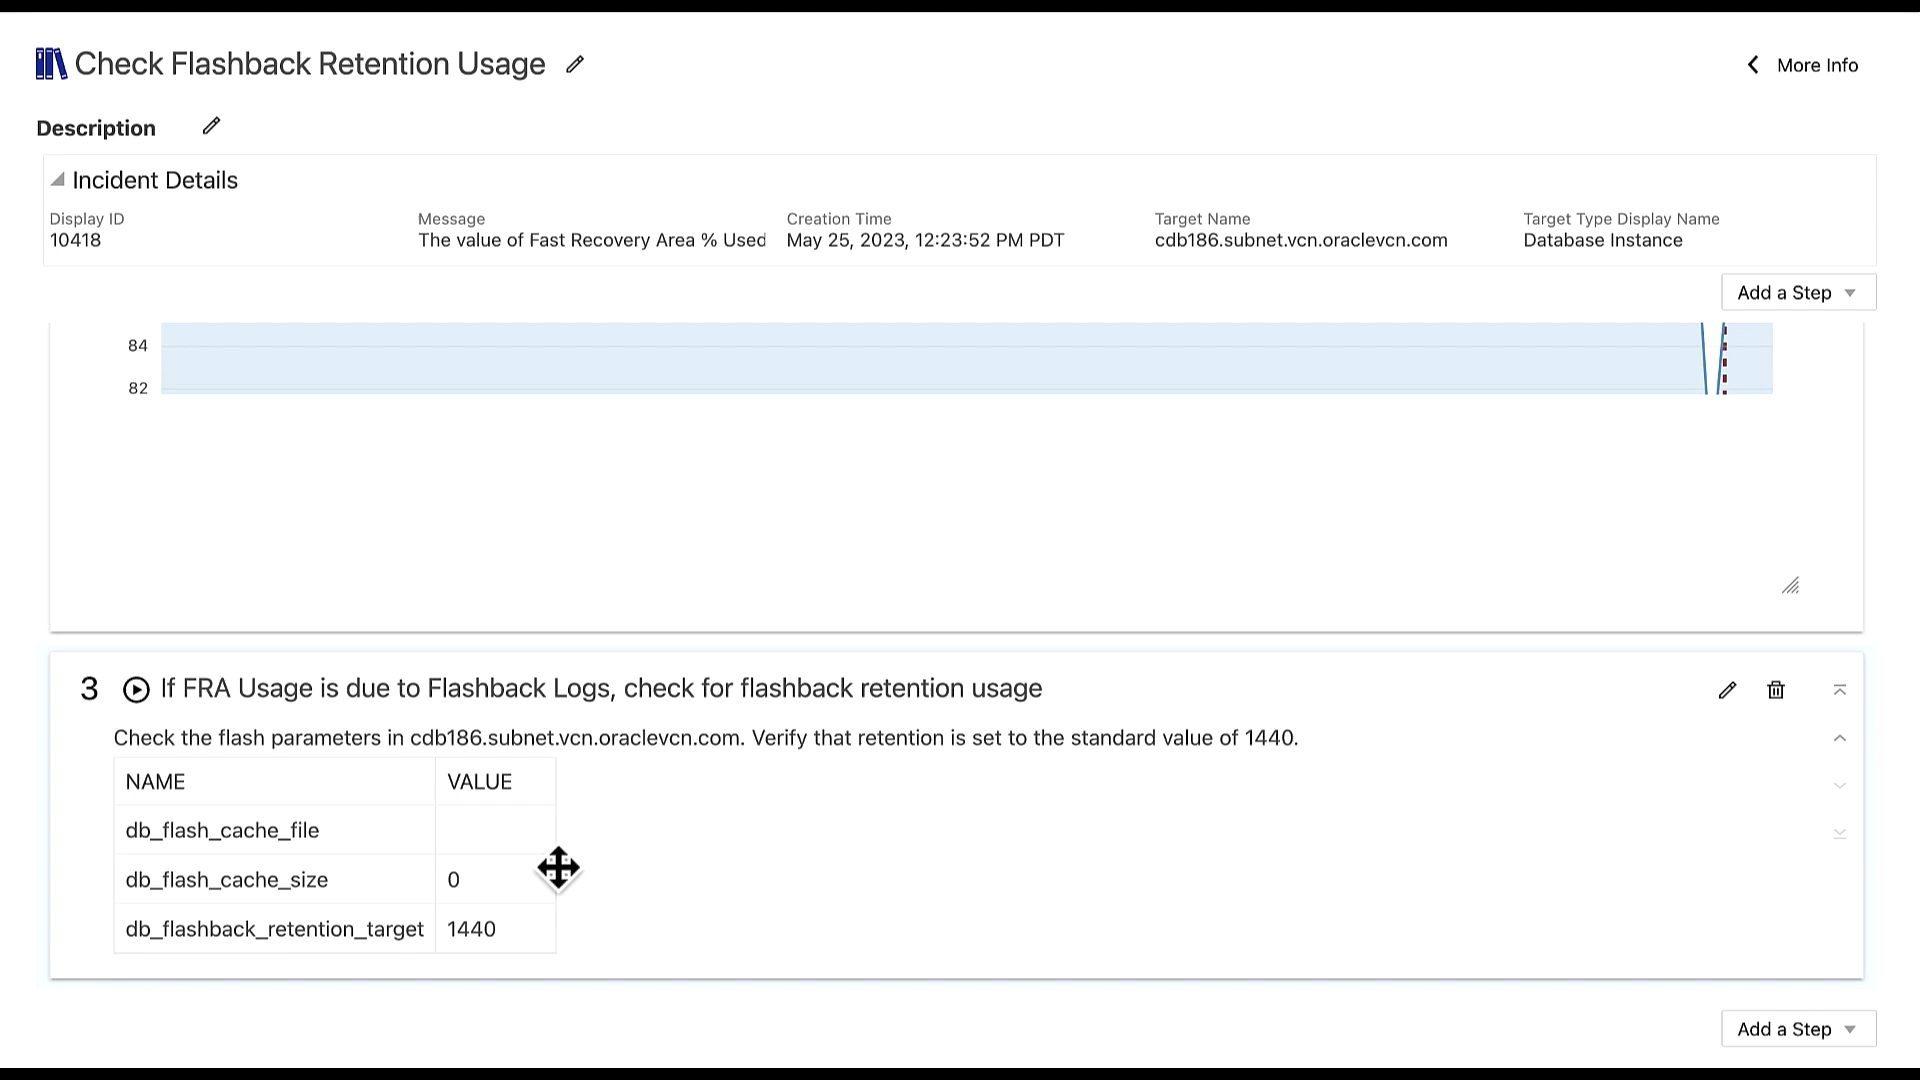 Check Flashback Retention Usage
More Info
Description
Incident Details
Display ID Message Creation Time Target Name Target Type Display Name
10418 The value of Fast Recovery Area % Used May 25, 2023, 12:23:52 PM PDT cdb186.subnet.vcn.oraclevcn.com Database Instance
Add a Step
84
82
3 If FRA Usage is due to Flashback Logs, check for flashback retention usage
Check the flash parameters in cdb186.subnet.vcn.oraclevcn.com. Verify that retention is set to the standard value of 1440.
NAME VALUE
db_flash_cache_file
db_flash_cache_size 0
db_flashback_retention_target 1440
Add a Step